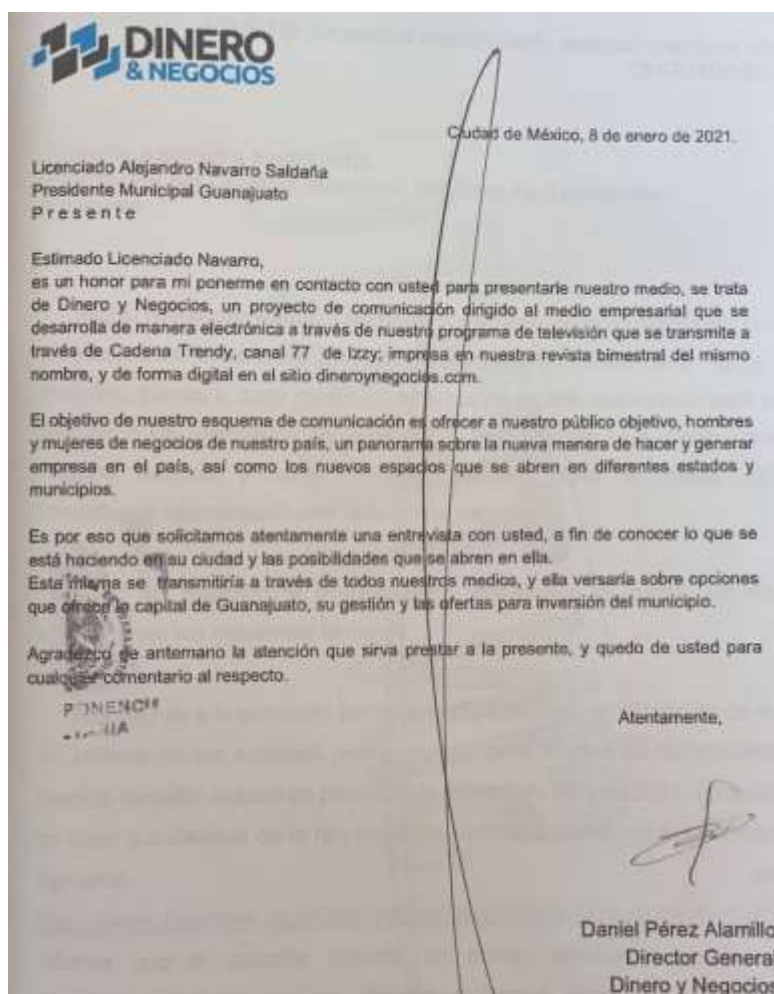 DINERO
& NEGOCIOS
Ciudad de México, 8 de enero de 2021.
Licenciado Alejandro Navarro Saldaña
Presidente Municipal Guanajuato
P r e s e n t e
Estimado Licenciado Navarro,
es un honor para mí ponerme en contacto con usted para presentarle nuestro medio, se trata
de Dinero y Negocios, un proyecto de comunicación dirigido al medio empresarial que se
desarrolla de manera electrónica a través de nuestro programa de televisión que se transmite a
través de Cadena Trendy, canal 77 de Izzy; impresa en nuestra revista bimestral del mismo
nombre, y de forma digital en el sitio dineroynegocios.com.
El objetivo de nuestro esquema de comunicación es ofrecer a nuestro público objetivo, hombres
y mujeres de negocios de nuestro país, un panorama sobre la nueva manera de hacer y generar
empresa en el país, así como los nuevos espacios que se abren en diferentes estados y
municipios.
Es por eso que solicitamos atentamente una entrevista con usted, a fin de conocer lo que se
está haciendo en su ciudad y las posibilidades que se abren en ella.
Esta misma se transmitiría a través de todos nuestros medios, y ella versaría sobre opciones
que ofrece la capital de Guanajuato, su gestión y las ofertas para inversión del municipio.
Agradezco de antemano la atención que sirva prestar a la presente, y quedo de usted para
cualquier comentario al respecto.
PONENCIA
Atentamente,
Daniel Pérez Alamillo
Director General
Dinero y Negocios